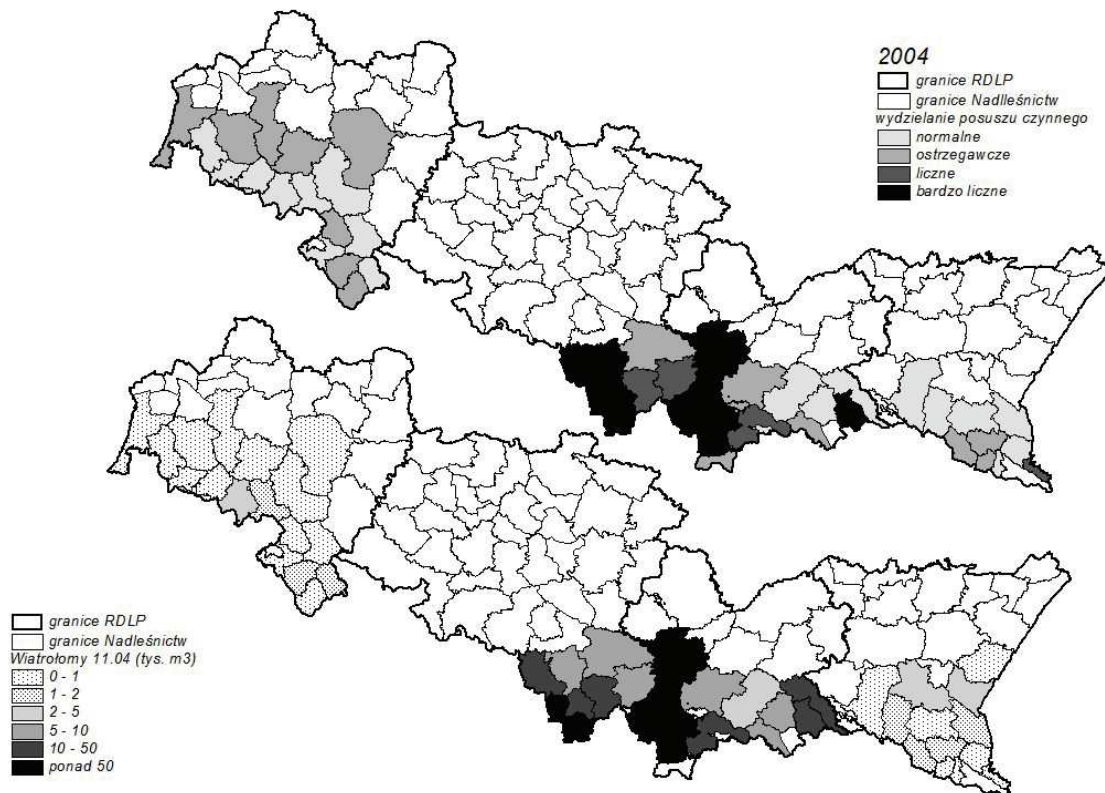 2004
granice RDLP
granice Nadlleśnictw
wydzielanie posuszu czynnego
normalne
ostrzegawcze
liczne
bardzo liczne
granice RDLP
granice Nadleśnictw
Wiatrołomy 11.04 (tys. m3)
0 - 1
1 - 2
2 - 5
5 - 10
10 - 50
ponad 50